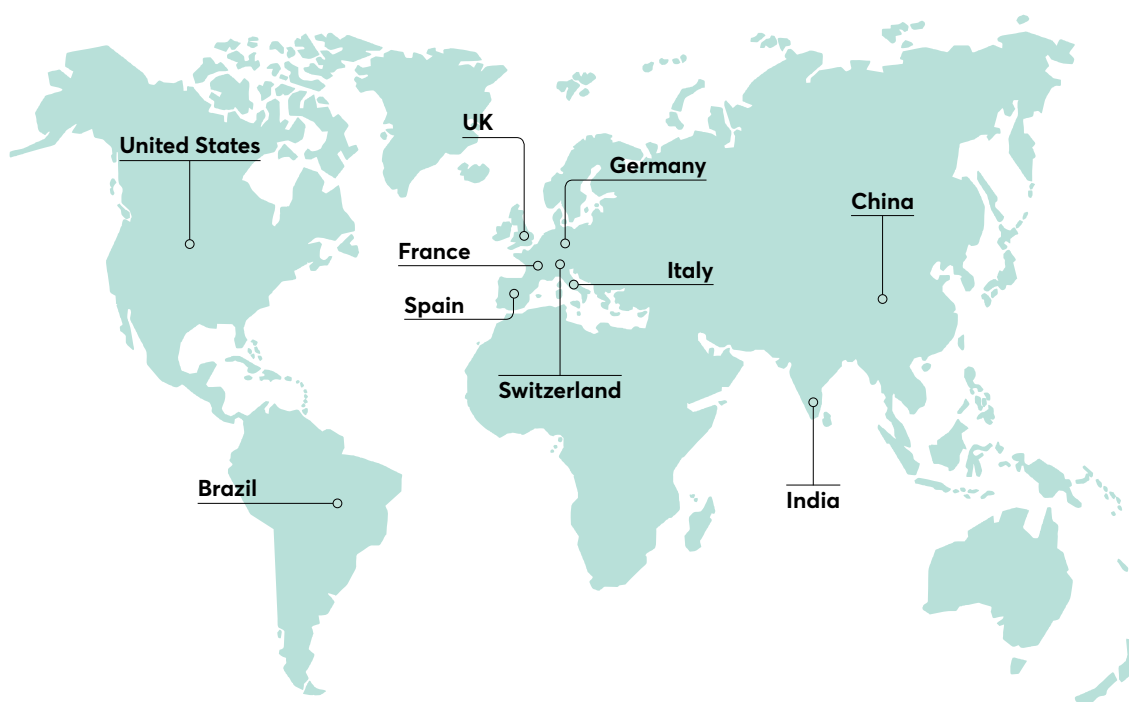 UK
United States
Germany
China
France
Italy
Spain
Switzerland
Brazil
India